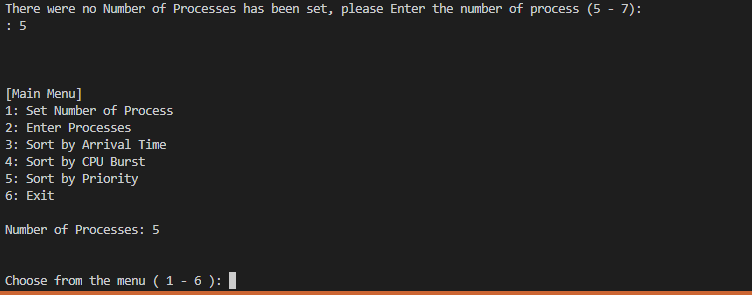 There were no Number of Processes has been set, please Enter the number of process (5 - 7):
: 5
[Main Menu]
1: Set Number of Process
2: Enter Processes
3: Sort by Arrival Time
4: Sort by CPU Burst
5: Sort by Priority
6: Exit
Number of Processes: 5
Choose from the menu ( 1 - 6 ):